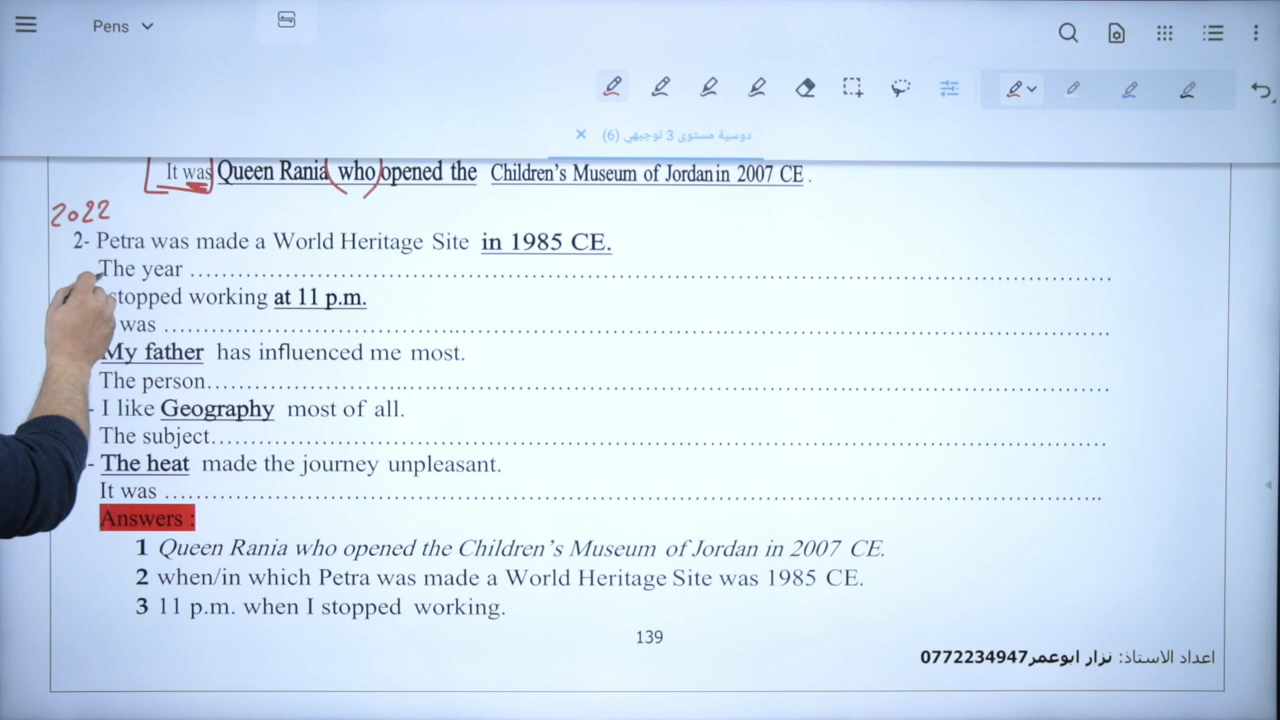 Pens
دوسية مستوى 3 توجيهي (6)
It was Queen Rania who opened the Children's Museum of Jordan in 2007 CE .
2022
2- Petra was made a World Heritage Site in 1985 CE.
The year ........................................................................
stopped working at 11 p.m.
was ........................................................................
My father has influenced me most.
The person........................................................................
- I like Geography most of all.
The subject........................................................................
- The heat made the journey unpleasant.
It was ........................................................................
Answers :
1 Queen Rania who opened the Children's Museum of Jordan in 2007 CE.
2 when/in which Petra was made a World Heritage Site was 1985 CE.
3 11 p.m. when I stopped working.
139
اعداد الاستاذ: نزار ابوعمر0772234947